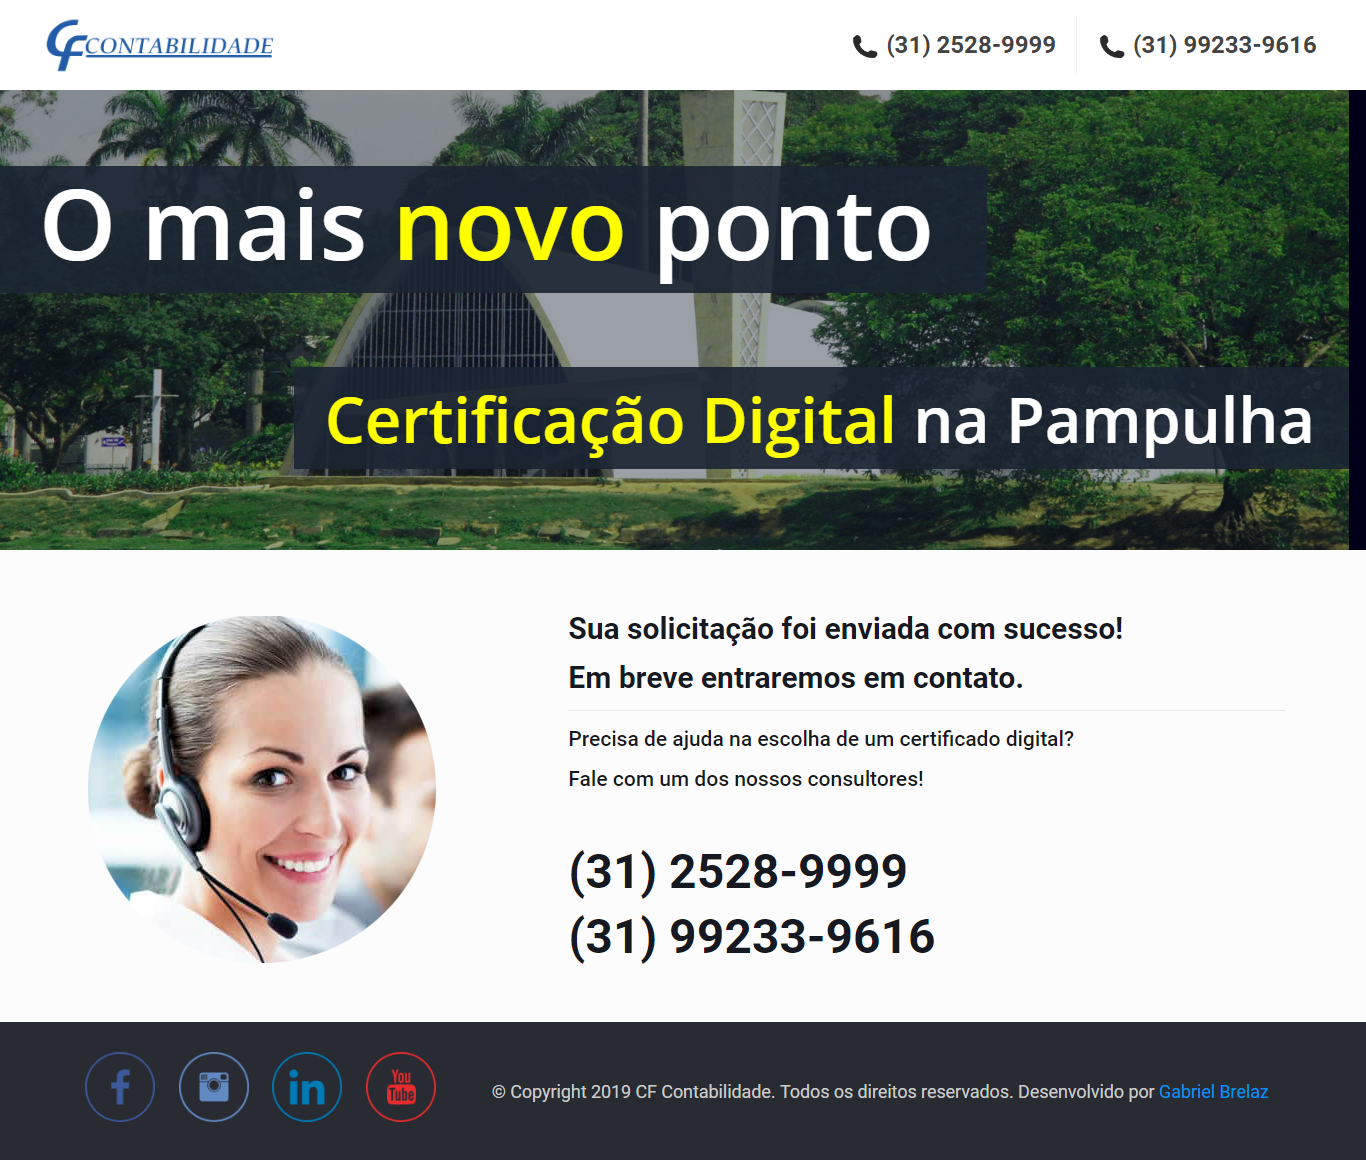 CF CONTABILIDADE
(31) 2528-9999
(31) 99233-9616
O mais novo ponto
Certificação Digital na Pampulha
Sua solicitação foi enviada com sucesso!
Em breve entraremos em contato.
Precisa de ajuda na escolha de um certificado digital?
Fale com um dos nossos consultores!
(31) 2528-9999
(31) 99233-9616
f
in
You
Tube
© Copyright 2019 CF Contabilidade. Todos os direitos reservados. Desenvolvido por Gabriel Brelaz